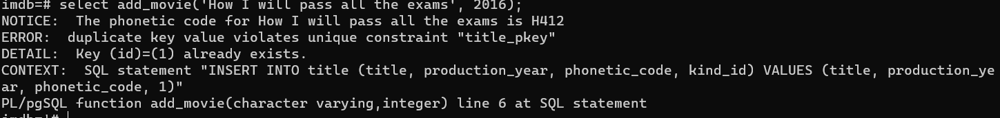 imdb=# select add_movie('How I will pass all the exams', 2016);
NOTICE:  The phonetic code for How I will pass all the exams is H412
ERROR:  duplicate key value violates unique constraint "title_pkey"
DETAIL:  Key (id)=(1) already exists.
CONTEXT:  SQL statement "INSERT INTO title (title, production_year, phonetic_code, kind_id) VALUES (title, production_ye
ar, phonetic_code, 1)"
PL/pgSQL function add_movie(character varying,integer) line 6 at SQL statement